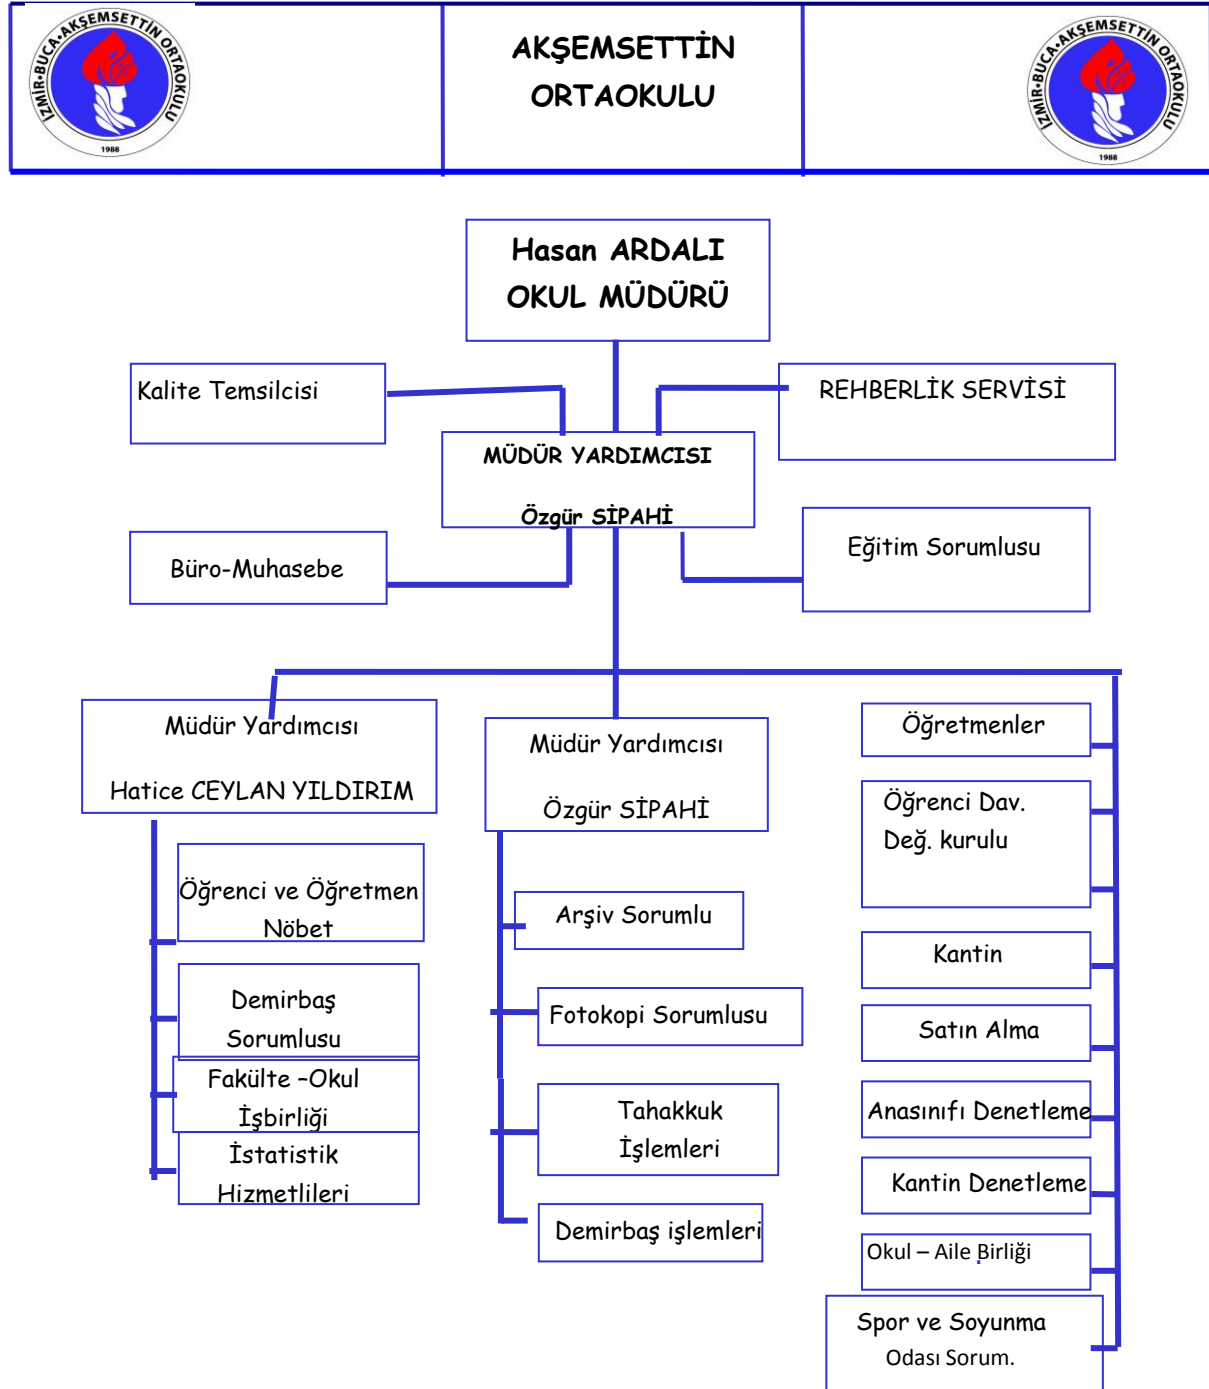 İZMİR•BUCA•AKŞEMSETTİN ORTAOKULU
1988
AKŞEMSETTİN
ORTAOKULU
İZMİR•BUCA•AKŞEMSETTİN ORTAOKULU
1988
Hasan ARDALI
OKUL MÜDÜRÜ
Kalite Temsilcisi
REHBERLİK SERVİSİ
MÜDÜR YARDIMCISI
Özgür SİPAHİ
Büro-Muhasebe
Eğitim Sorumlusu
Müdür Yardımcısı
Hatice CEYLAN YILDIRIM
Öğrenci ve Öğretmen
Nöbet
Demirbaş
Sorumlusu
Fakülte –Okul
İşbirliği
İstatistik
Hizmetlileri
Müdür Yardımcısı
Özgür SİPAHİ
Arşiv Sorumlu
Fotokopi Sorumlusu
Tahakkuk
İşlemleri
Demirbaş işlemleri
Öğretmenler
Öğrenci Dav.
Değ. kurulu
Kantin
Satın Alma
Anasınıfı Denetleme
Kantin Denetleme
Okul – Aile Birliği
Spor ve Soyunma
Odası Sorum.